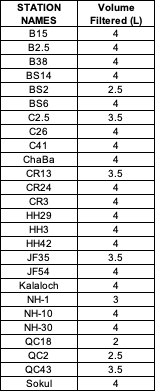 STATION NAMES Volume Filtered (L)
B15 4
B2.5 4
B38 4
BS14 4
BS2 2.5
BS6 4
C2.5 3.5
C26 4
C41 4
ChaBa 4
CR13 3.5
CR24 4
CR3 4
HH29 4
HH3 4
HH42 4
JF35 3.5
JF54 4
Kalaloch 4
NH-1 3
NH-10 4
NH-30 4
QC18 2
QC2 2.5
QC43 3.5
Sokul 4